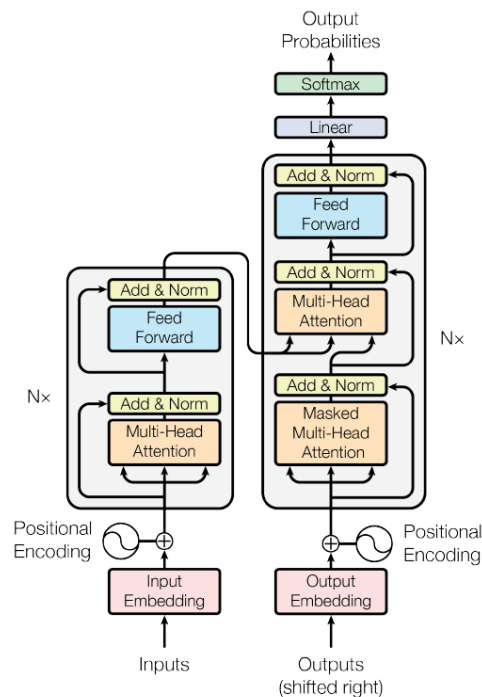 Output
Probabilities
Softmax
Linear
Add & Norm
Feed
Forward
Add & Norm
Multi-Head
Attention
Add & Norm
Masked
Multi-Head
Attention
N×
Add & Norm
Feed
Forward
Add & Norm
Multi-Head
Attention
N×
Positional
Encoding
Positional
Encoding
Input
Embedding
Output
Embedding
Inputs
Outputs
(shifted right)